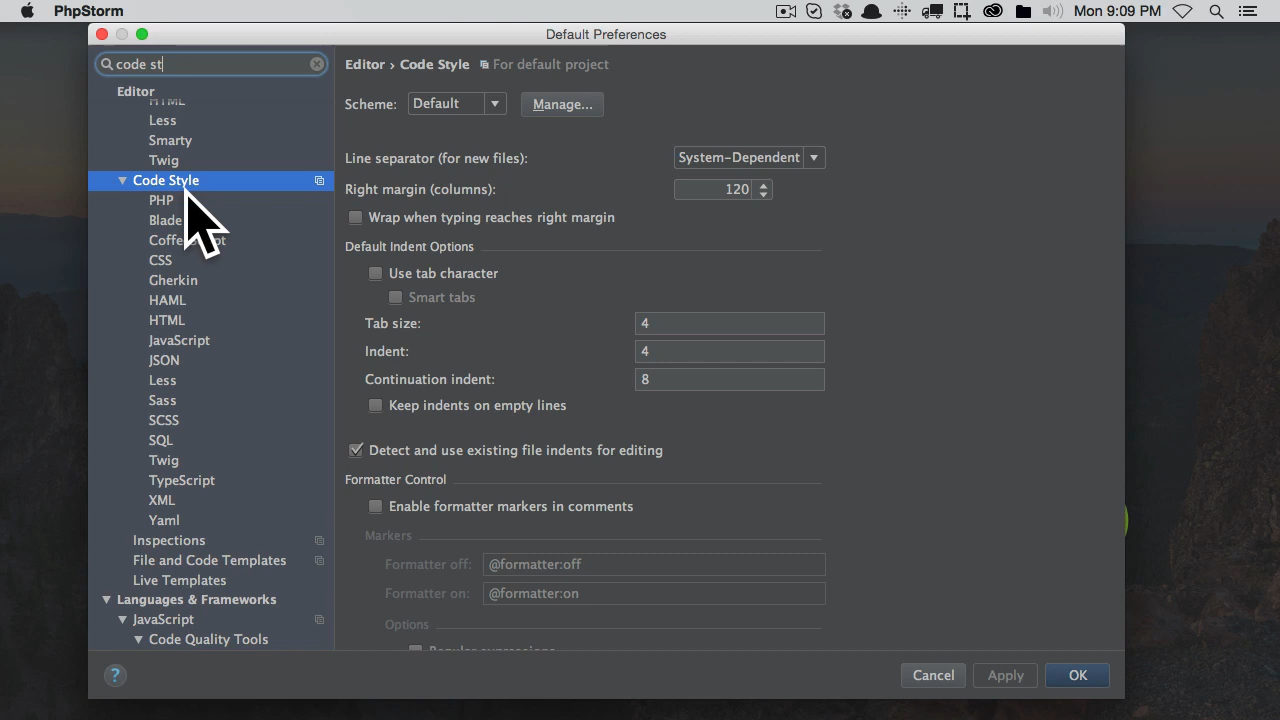 PhpStorm
Mon 9:09 PM
Default Preferences
code st
Editor
HTML
Less
Smarty
Twig
Code Style
PHP
Blade
CSS
Gherkin
HAML
HTML
JavaScript
JSON
Less
Sass
SCSS
SQL
Twig
TypeScript
XML
Yaml
Inspections
File and Code Templates
Live Templates
Languages & Frameworks
JavaScript
Code Quality Tools
Editor › Code Style For default project
Scheme: Default Manage...
Line separator (for new files): System-Dependent
Right margin (columns): 120
Wrap when typing reaches right margin
Default Indent Options
Use tab character
Smart tabs
Tab size: 4
Indent: 4
Continuation indent: 8
Keep indents on empty lines
Detect and use existing file indents for editing
Formatter Control
Enable formatter markers in comments
Markers
Formatter off: @formatter:off
Formatter on: @formatter:on
Options
? Cancel Apply OK